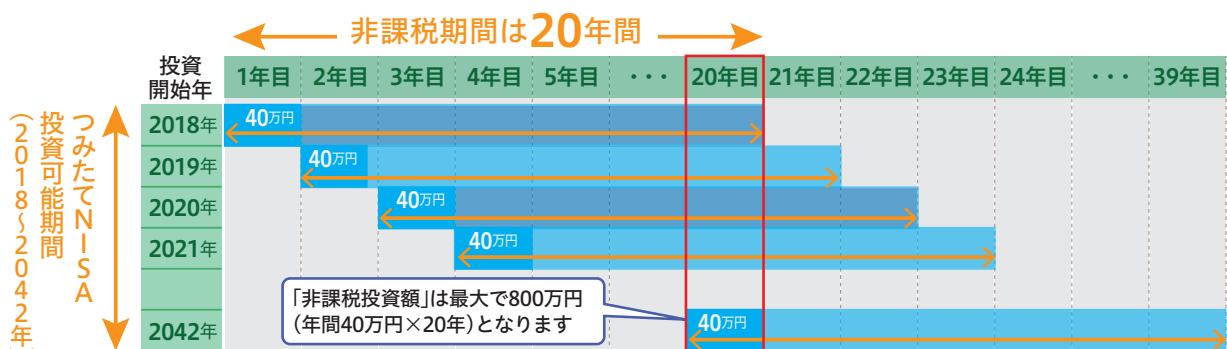 非課税期間は20年間
投資
開始年
1年目 2年目 3年目 4年目 5年目 ・・・ 20年目 21年目 22年目 23年目 24年目 ・・・ 39年目
つみたてNISA
投資可能期間
（2018～2042年）
2018年 40万円
2019年 40万円
2020年 40万円
2021年 40万円
「非課税投資額」は最大で800万円
（年間40万円×20年）となります
2042年 40万円